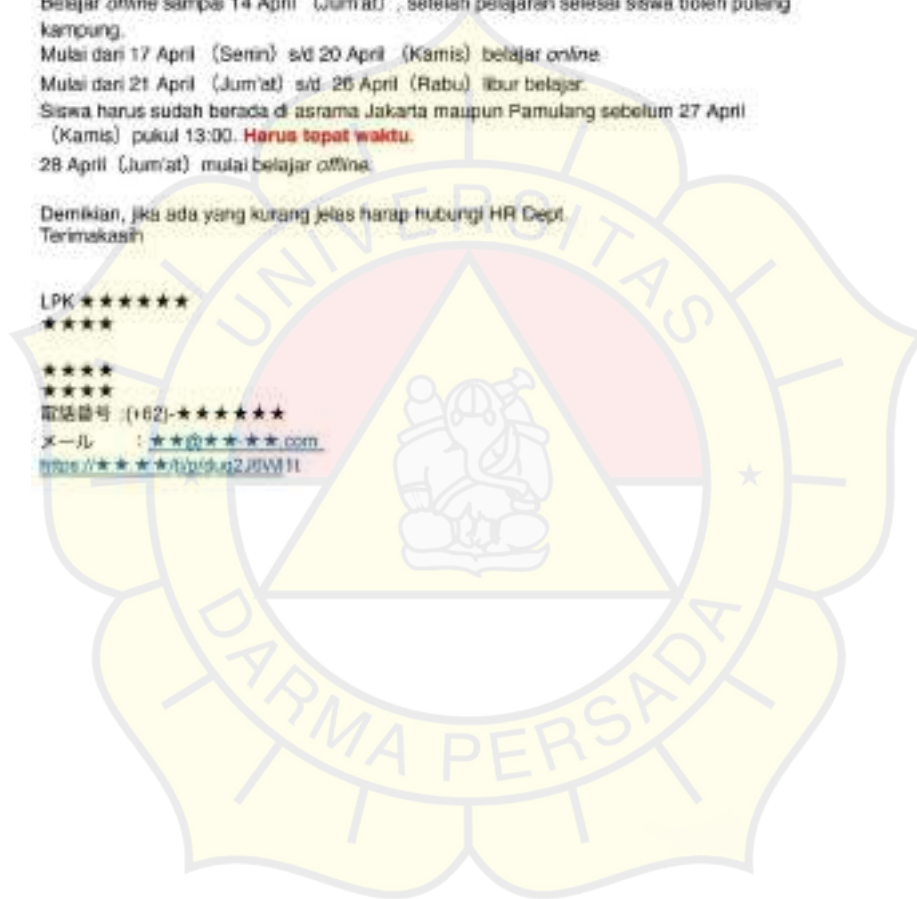 Belajar offline sampai 14 April （Jum'at）, setelah pelajaran selesai siswa boleh pulang
kampung.
Mulai dari 17 April （Senin） s/d 20 April （Kamis） belajar online.
Mulai dari 21 April （Jum'at） s/d 26 April （Rabu） libur belajar.
Siswa harus sudah berada di asrama Jakarta maupun Pamulang sebelum 27 April
（Kamis） pukul 13:00. Harus tepat waktu.
28 April （Jum'at） mulai belajar offline.
Demikian, jika ada yang kurang jelas harap hubungi HR Dept.
Terimakasih
LPK ★★★★★★
★★★★
★★★★
★★★★
電話番号 :(+62)-★★★★★★
メール : ★★@★★-★★.com
UNIVERSITAS
DARMA PERSADA